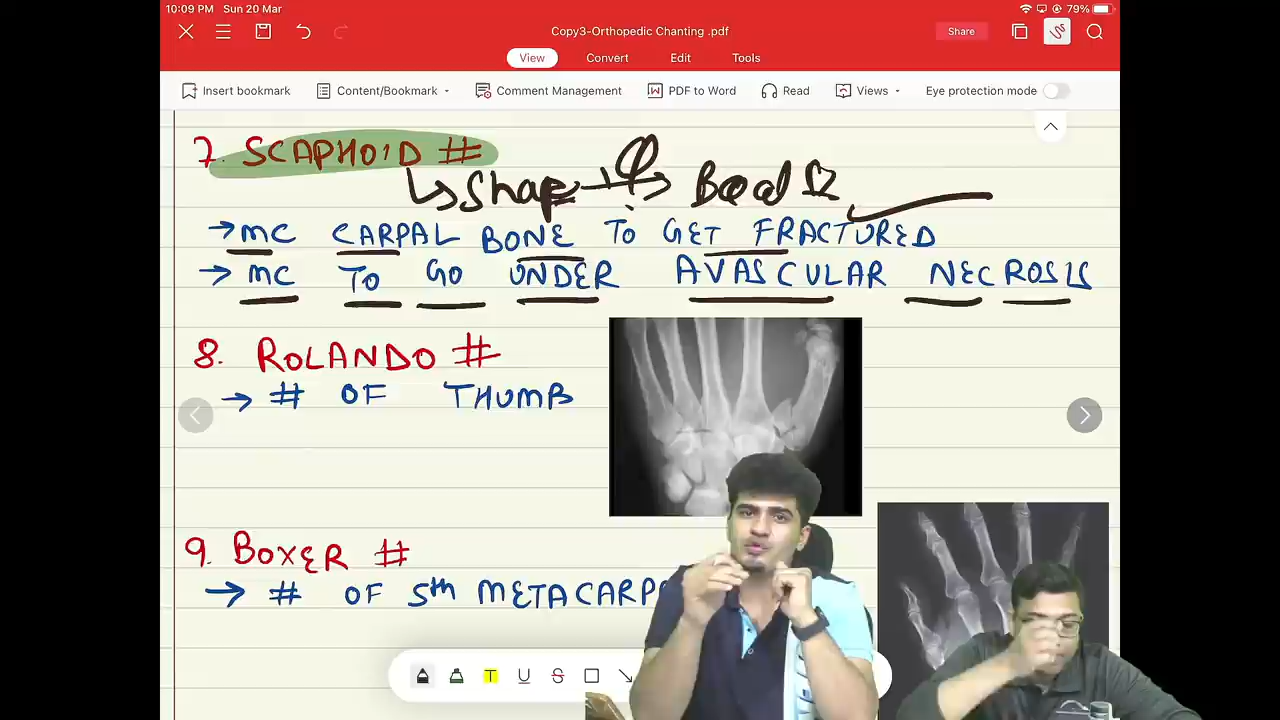 10:09 PM Sun 20 Mar 79%
Copy3-Orthopedic Chanting .pdf
Share
View Convert Edit Tools
Insert bookmark Content/Bookmark Comment Management PDF to Word Read Views Eye protection mode
7. SCAPHOID #
→ MC CARPAL BONE TO GET FRACTURED
→ MC TO GO UNDER AVASCULAR NECROSIS
8. ROLANDO #
→ # OF THUMB
9. BOXER #
→ # OF 5th METACARP